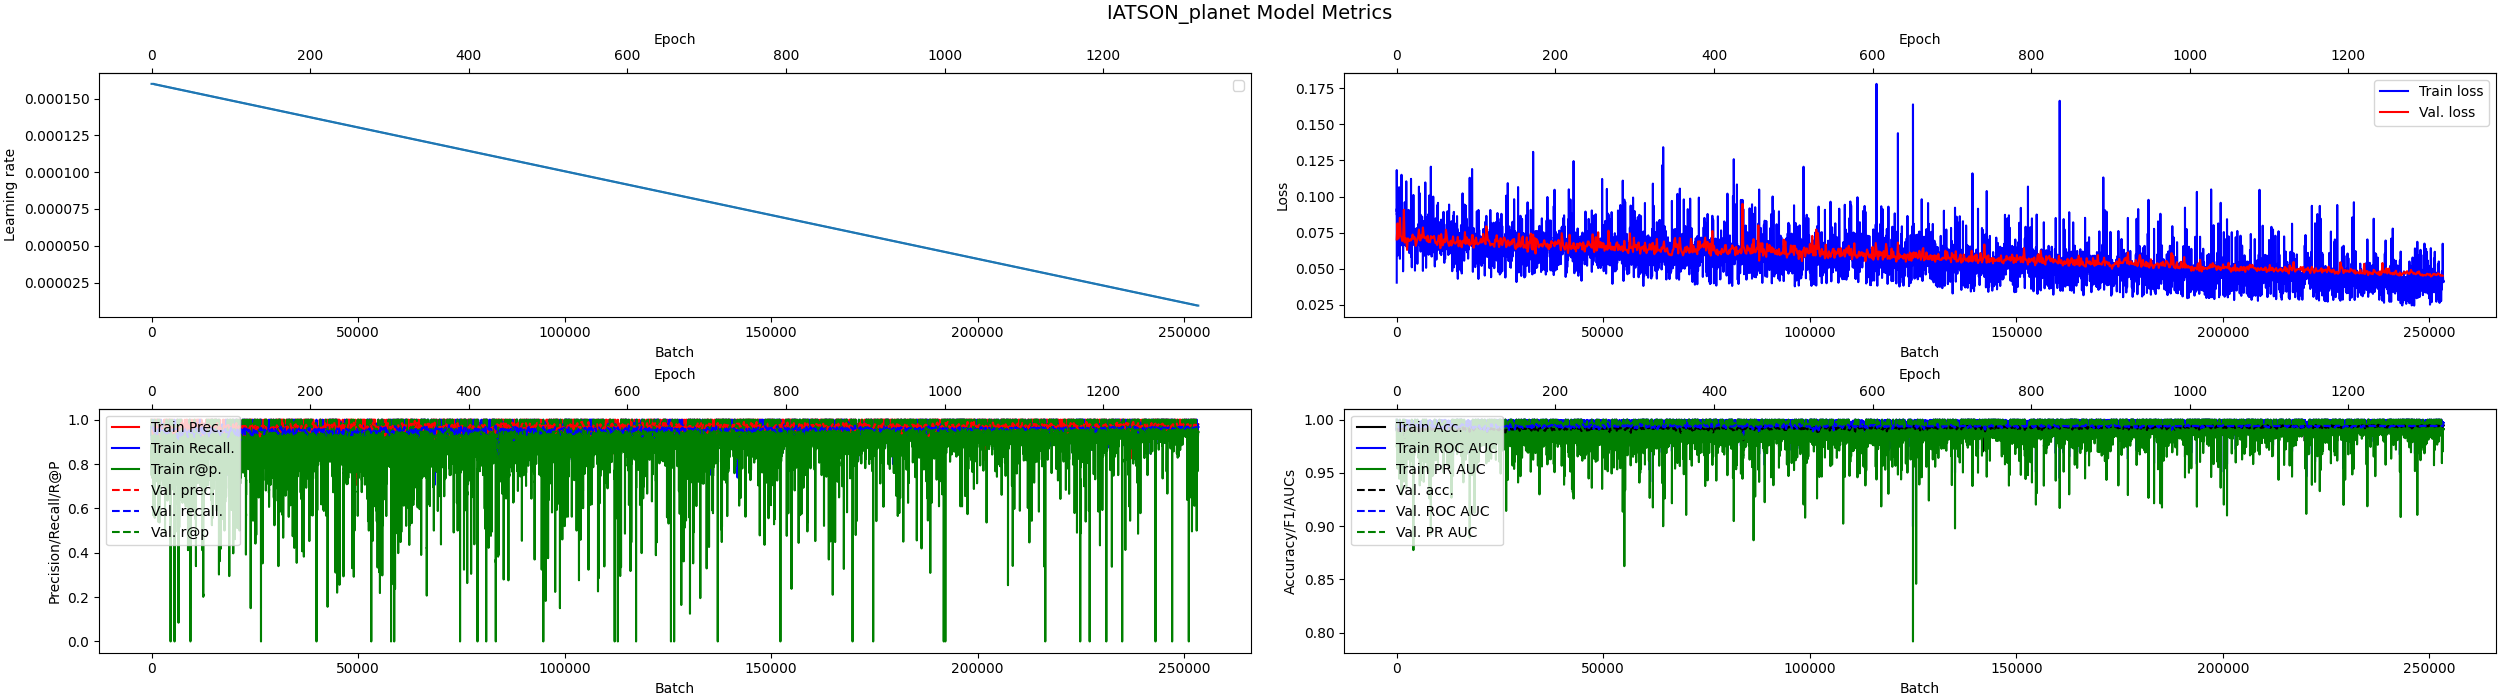 IATSON_planet Model Metrics
Epoch
0 200 400 600 800 1000 1200
0.000150
0.000125
0.000100
0.000075
0.000050
0.000025
Learning rate
0 50000 100000 150000 200000 250000
Batch
Epoch
0 200 400 600 800 1000 1200
0.175
0.150
0.125
0.100
0.075
0.050
0.025
Loss
Train loss
Val. loss
0 50000 100000 150000 200000 250000
Batch
Epoch
0 200 400 600 800 1000 1200
1.0
0.8
0.6
0.4
0.2
0.0
Precision/Recall/R@P
Train Prec.
Train Recall.
Train r@p.
Val. prec.
Val. recall.
Val. r@p
0 50000 100000 150000 200000 250000
Batch
Epoch
0 200 400 600 800 1000 1200
1.00
0.95
0.90
0.85
0.80
Accuracy/F1/AUCs
Train Acc.
Train ROC AUC
Train PR AUC
Val. acc.
Val. ROC AUC
Val. PR AUC
0 50000 100000 150000 200000 250000
Batch